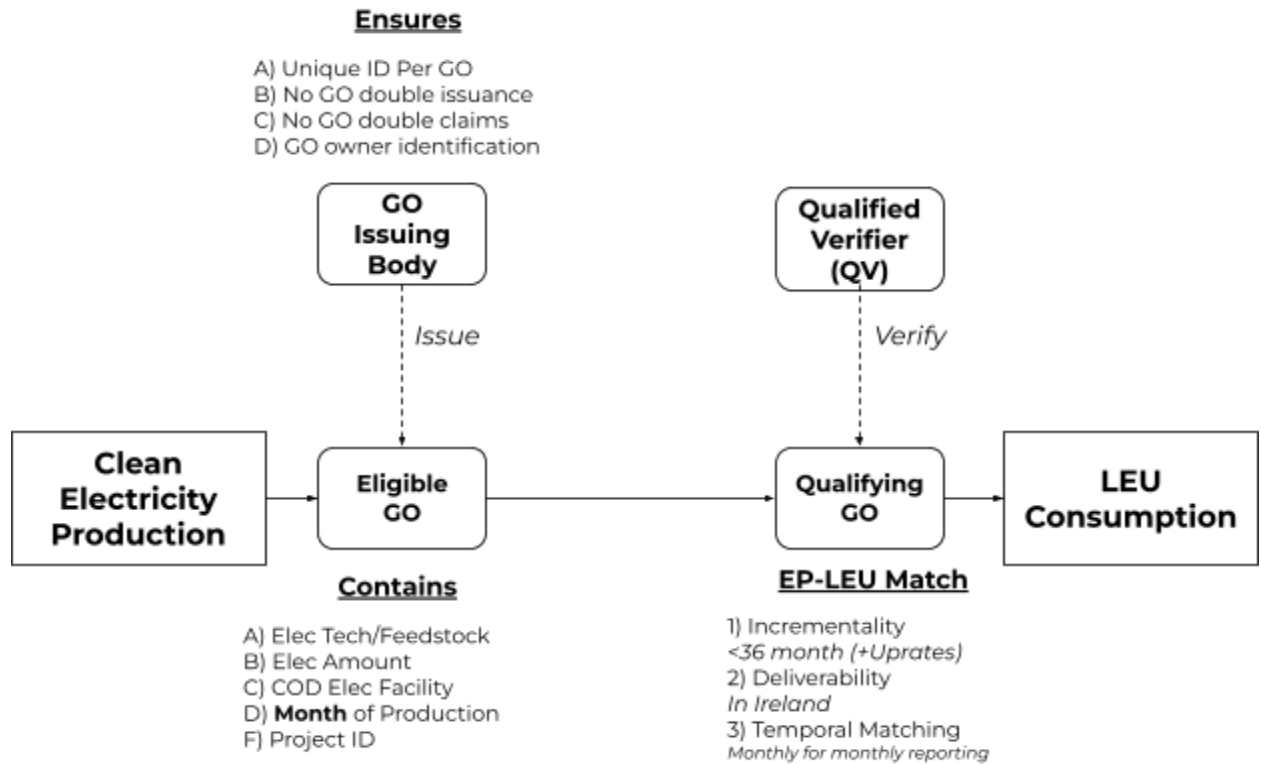 Ensures
A) Unique ID Per GO
B) No GO double issuance
C) No GO double claims
D) GO owner identification
GO
Issuing
Body
Qualified
Verifier
(QV)
Issue
Verify
Clean
Electricity
Production
Eligible
GO
Qualifying
GO
LEU
Consumption
Contains
A) Elec Tech/Feedstock
B) Elec Amount
C) COD Elec Facility
D) Month of Production
F) Project ID
EP-LEU Match
1) Incrementality
<36 month (+Uprates)
2) Deliverability
In Ireland
3) Temporal Matching
Monthly for monthly reporting